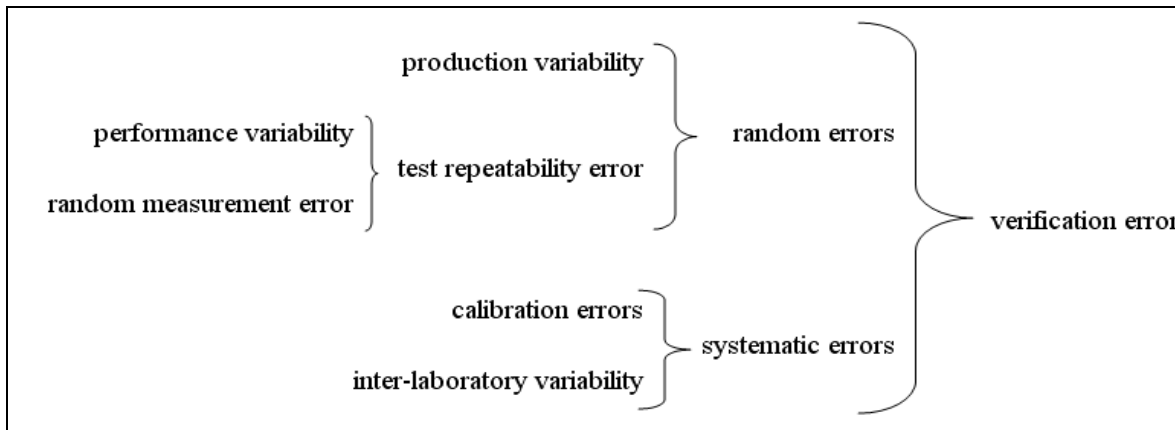 production variability
performance variability
random errors
test repeatability error
random measurement error
verification error
calibration errors
systematic errors
inter-laboratory variability